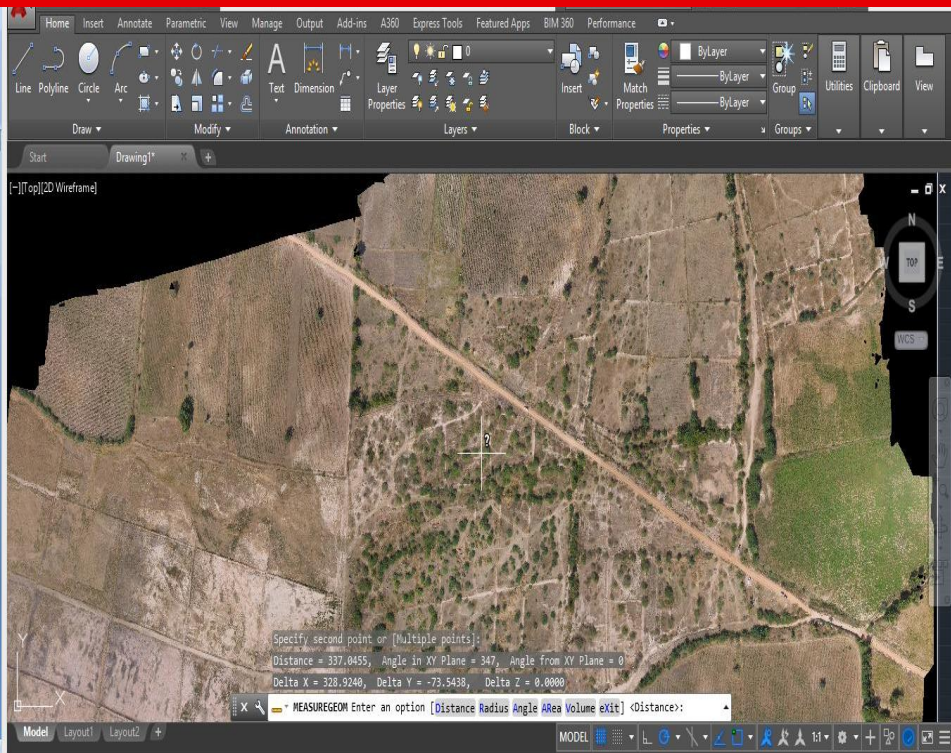 Home Insert Annotate Parametric View Manage Output Add-ins A360 Express Tools Featured Apps BIM 360 Performance
0
ByLayer
ByLayer
ByLayer
Line Polyline Circle Arc
Text Dimension
Layer Properties
Insert
Match Properties
Group
Utilities Clipboard View
Draw Modify Annotation Layers Block Properties Groups
Start Drawing1* +
[−][Top][2D Wireframe]
N
TOP
E
S
WCS
?
Specify second point or [Multiple points]:
Distance = 337.0455, Angle in XY Plane = 347, Angle from XY Plane = 0
Delta X = 328.9240, Delta Y = -73.5438, Delta Z = 0.0000
Y
X
MEASUREGEOM Enter an option [Distance Radius Angle ARea Volume eXit] <Distance>:
Model Layout1 Layout2 +
MODEL 1:1